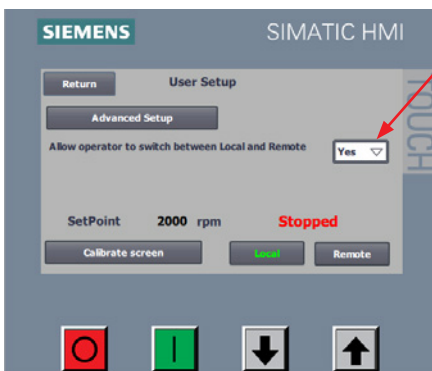 SIEMENS SIMATIC HMI
TOUCH
Return User Setup
Advanced Setup
Allow operator to switch between Local and Remote Yes
SetPoint 2000 rpm Stopped
Calibrate screen Local Remote